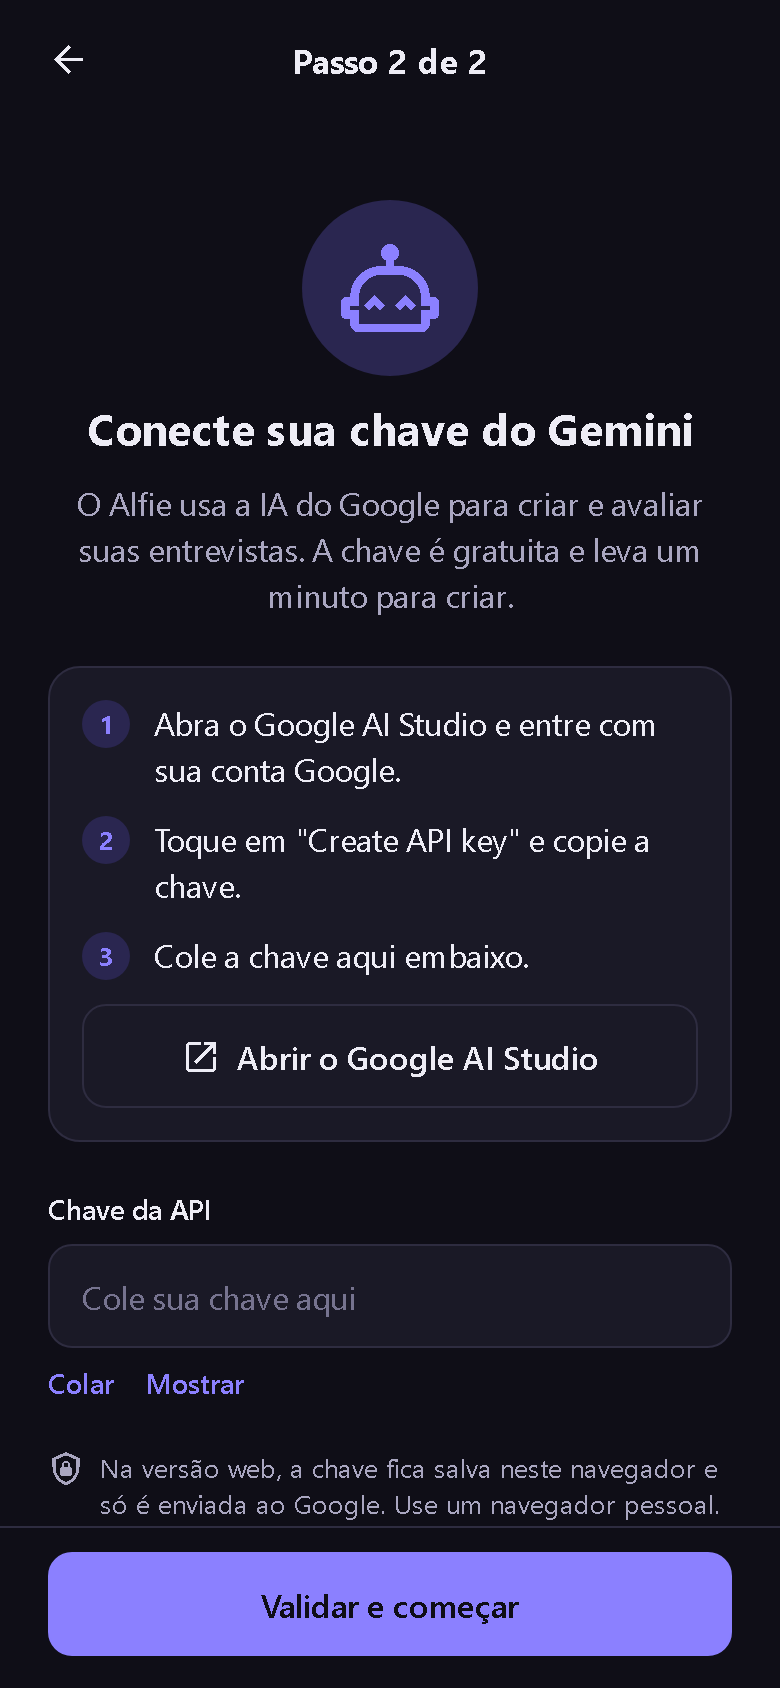 Passo 2 de 2
Conecte sua chave do Gemini
O Alfie usa a IA do Google para criar e avaliar
suas entrevistas. A chave é gratuita e leva um
minuto para criar.
1 Abra o Google AI Studio e entre com
sua conta Google.
2 Toque em "Create API key" e copie a
chave.
3 Cole a chave aqui embaixo.
Abrir o Google AI Studio
Chave da API
Cole sua chave aqui
Colar Mostrar
Na versão web, a chave fica salva neste navegador e
só é enviada ao Google. Use um navegador pessoal.
Validar e começar